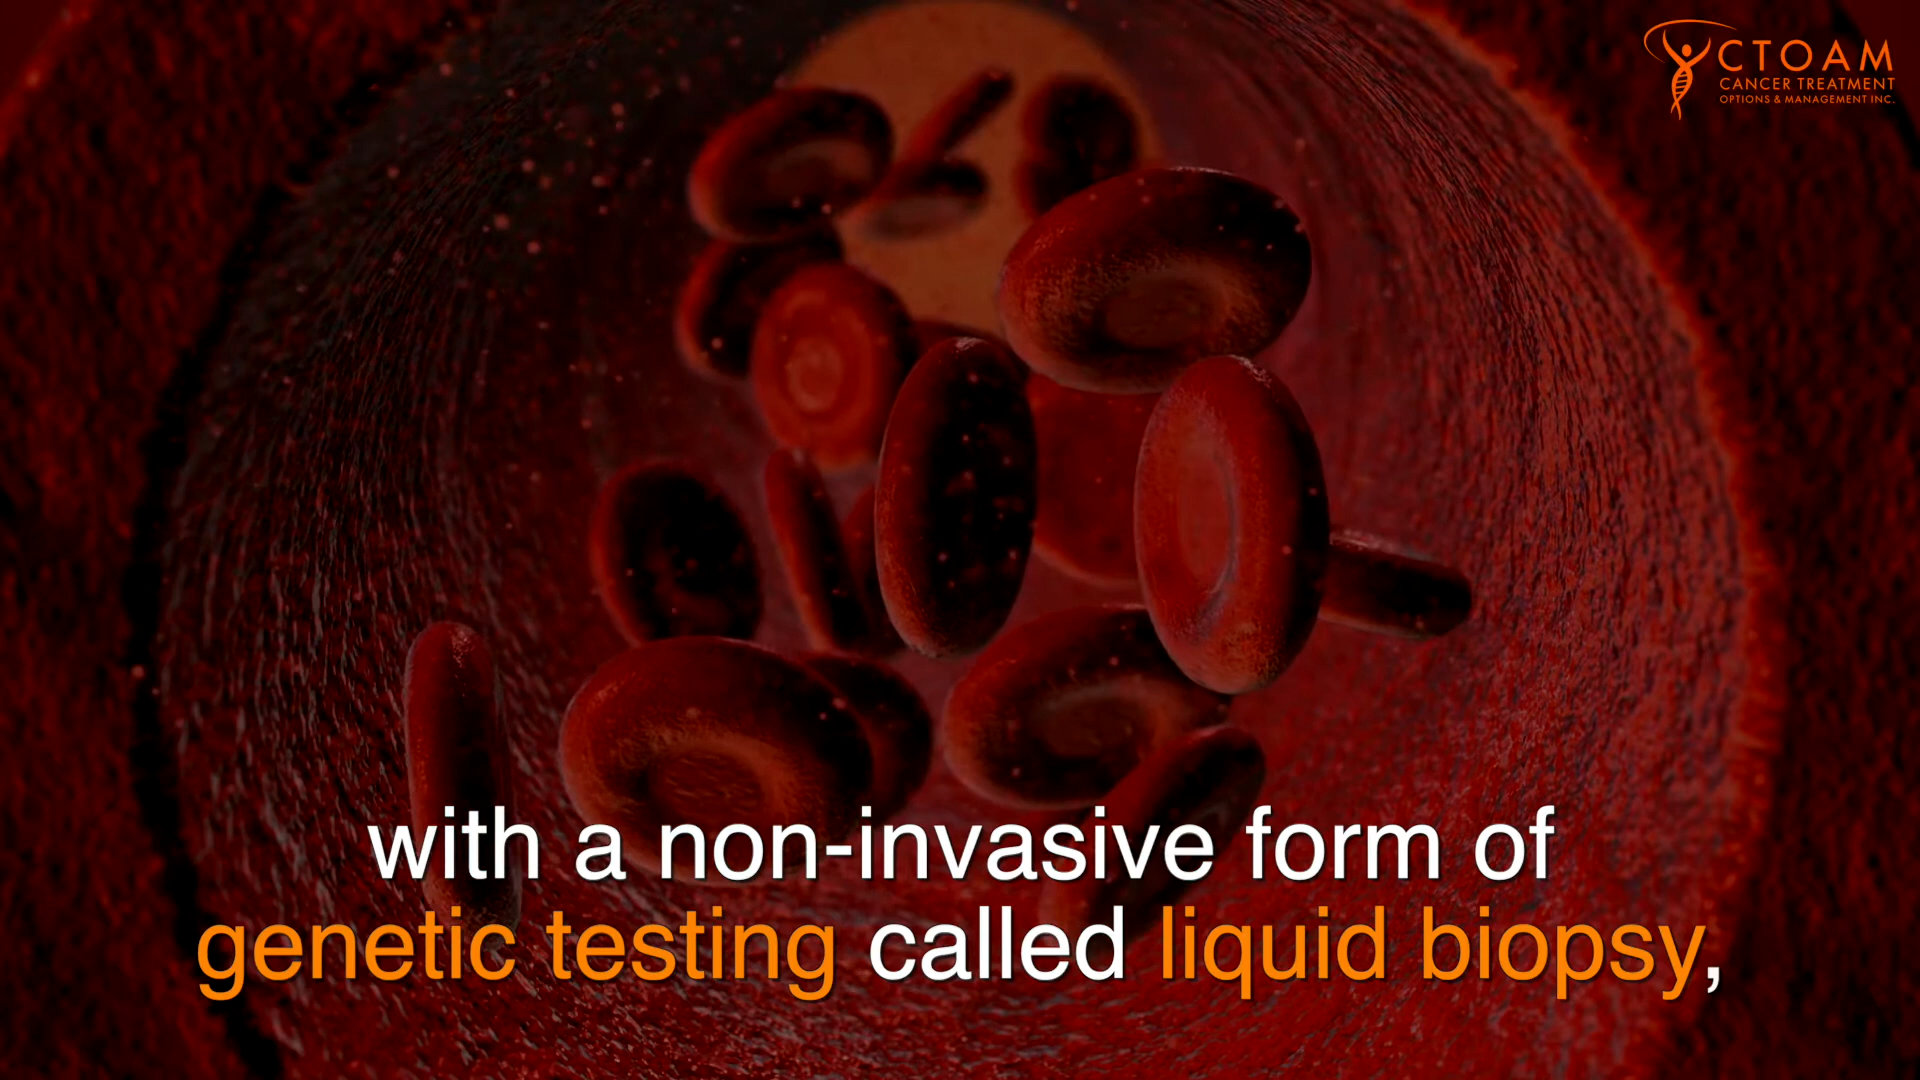 CTOAM
CANCER TREATMENT
OPTIONS & MANAGEMENT INC.
with a non-invasive form of
genetic testing called liquid biopsy,